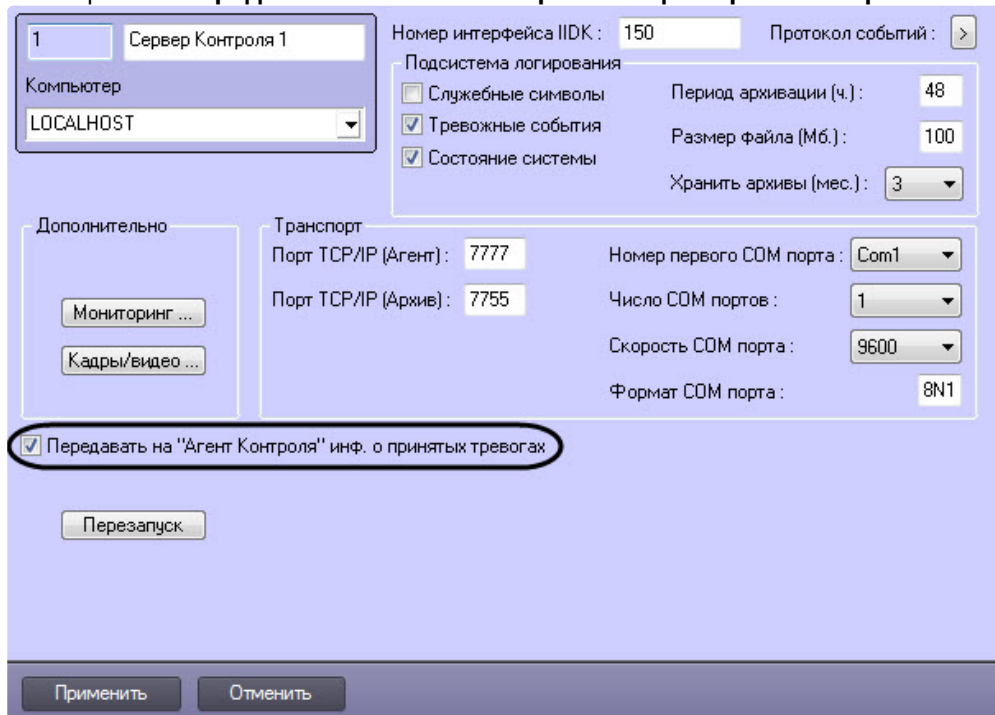 1 Сервер Контроля 1
Компьютер
LOCALHOST
Номер интерфейса IIDK : 150 Протокол событий : >
Подсистема логирования
Служебные символы
Тревожные события
Состояние системы
Период архивации (ч.) : 48
Размер файла (Мб.) : 100
Хранить архивы (мес.) : 3
Дополнительно
Мониторинг ...
Кадры/видео ...
Транспорт
Порт TCP/IP (Агент) : 7777
Порт TCP/IP (Архив) : 7755
Номер первого COM порта : Com1
Число COM портов : 1
Скорость COM порта : 9600
Формат COM порта : 8N1
Передавать на "Агент Контроля" инф. о принятых тревогах
Перезапуск
Применить Отменить